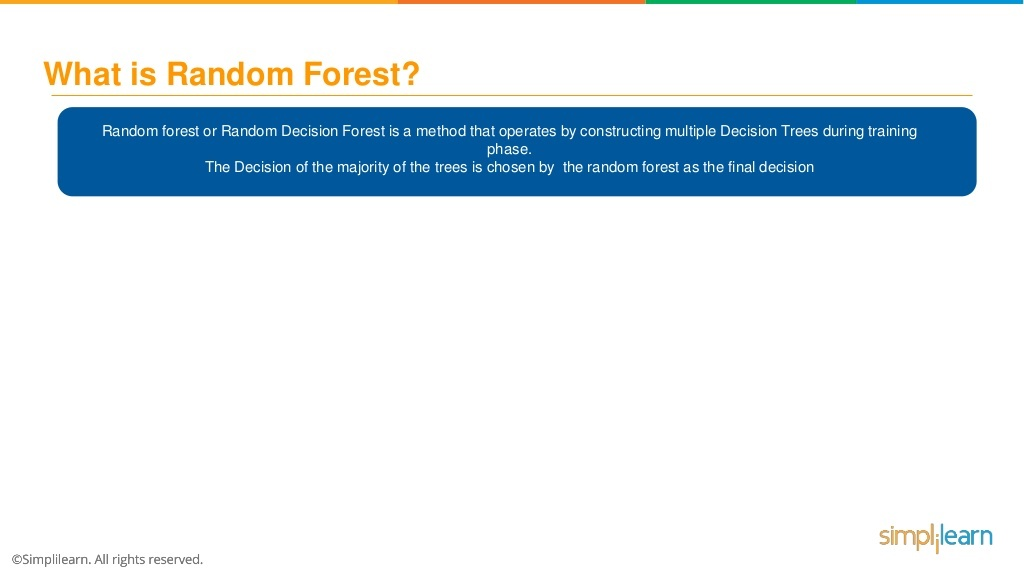 What is Random Forest?
Random forest or Random Decision Forest is a method that operates by constructing multiple Decision Trees during training
phase.
The Decision of the majority of the trees is chosen by  the random forest as the final decision
simplilearn
©Simplilearn. All rights reserved.